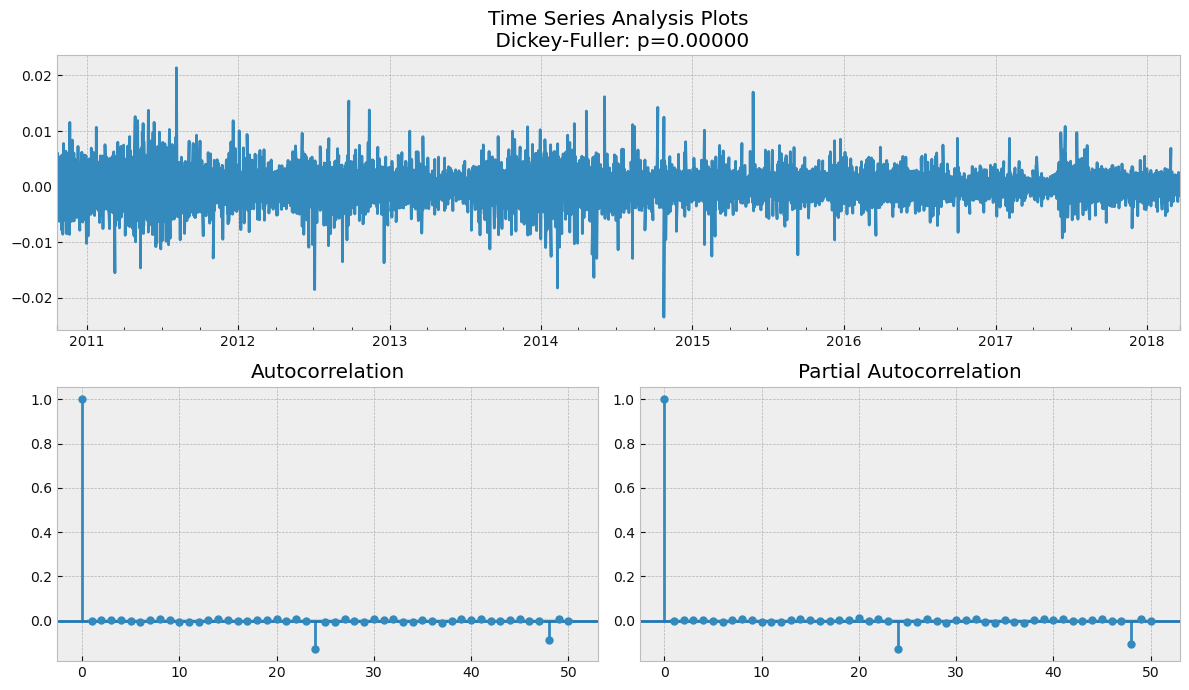 Time Series Analysis Plots
Dickey-Fuller: p=0.00000
0.02
0.01
0.00
−0.01
−0.02
2011 2012 2013 2014 2015 2016 2017 2018
Autocorrelation Partial Autocorrelation
1.0 1.0
0.8 0.8
0.6 0.6
0.4 0.4
0.2 0.2
0.0 0.0
0 10 20 30 40 50 0 10 20 30 40 50